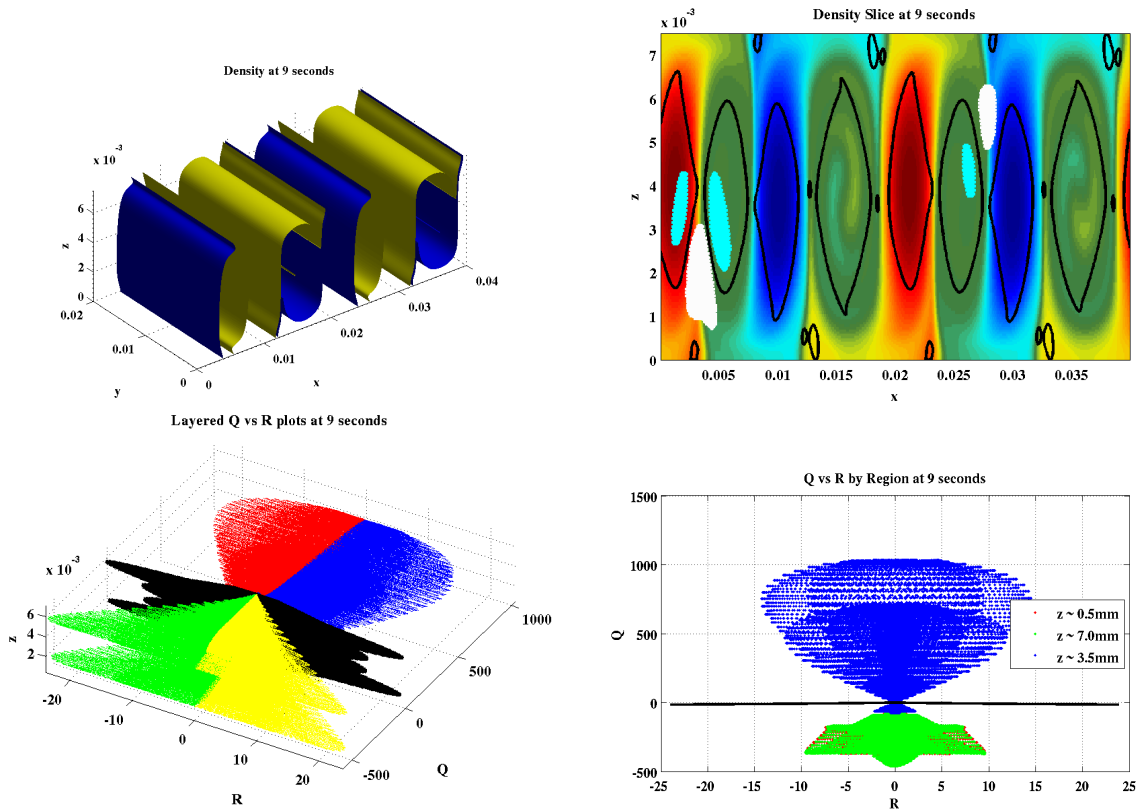 Density at 9 seconds
x 10⁻³
6
4
2
0
z
0.02
0.01
0
y
0
0.01
0.02
0.03
0.04
x
Density Slice at 9 seconds
x 10⁻³
7
6
5
4
3
2
1
0
z
0.005
0.01
0.015
0.02
0.025
0.03
0.035
x
Layered Q vs R plots at 9 seconds
x 10⁻³
6
4
2
z
-20
-10
0
10
20
R
-500
0
500
1000
Q
Q vs R by Region at 9 seconds
1500
1000
500
0
-500
Q
-25
-20
-15
-10
-5
0
5
10
15
20
25
R
z ~ 0.5mm
z ~ 7.0mm
z ~ 3.5mm